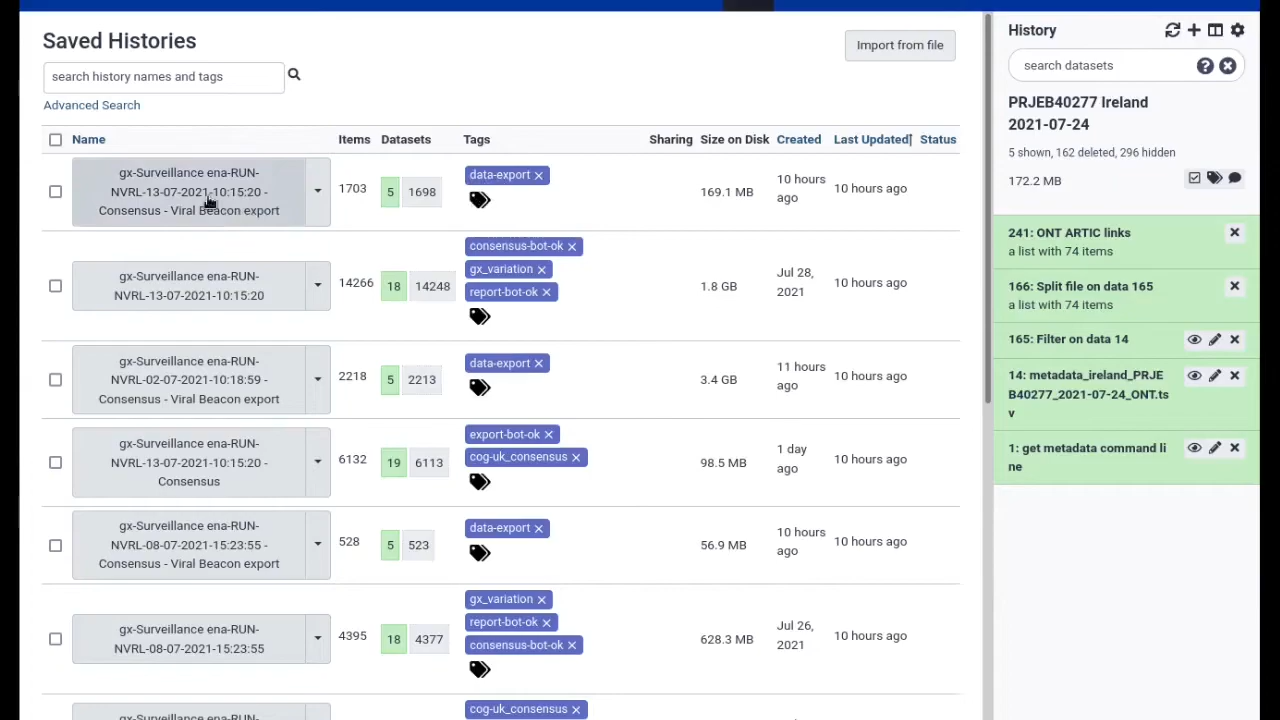 Saved Histories
Import from file
search history names and tags
Advanced Search
Name Items Datasets Tags Sharing Size on Disk Created Last Updated↑ Status
gx-Surveillance ena-RUN-
NVRL-13-07-2021-10:15:20 -
Consensus - Viral Beacon export
1703 5 1698
data-export ×
169.1 MB
10 hours
ago
10 hours ago
gx-Surveillance ena-RUN-
NVRL-13-07-2021-10:15:20
14266 18 14248
consensus-bot-ok ×
gx_variation ×
report-bot-ok ×
1.8 GB
Jul 28,
2021
10 hours ago
gx-Surveillance ena-RUN-
NVRL-02-07-2021-10:18:59 -
Consensus - Viral Beacon export
2218 5 2213
data-export ×
3.4 GB
11 hours
ago
10 hours ago
gx-Surveillance ena-RUN-
NVRL-13-07-2021-10:15:20 -
Consensus
6132 19 6113
export-bot-ok ×
cog-uk_consensus ×
98.5 MB
1 day
ago
10 hours ago
gx-Surveillance ena-RUN-
NVRL-08-07-2021-15:23:55 -
Consensus - Viral Beacon export
528 5 523
data-export ×
56.9 MB
10 hours
ago
10 hours ago
gx-Surveillance ena-RUN-
NVRL-08-07-2021-15:23:55
4395 18 4377
gx_variation ×
report-bot-ok ×
consensus-bot-ok ×
628.3 MB
Jul 26,
2021
10 hours ago
gx-Surveillance ena-RUN-
cog-uk_consensus ×
History
search datasets
PRJEB40277 Ireland
2021-07-24
5 shown, 162 deleted, 296 hidden
172.2 MB
241: ONT ARTIC links
a list with 74 items
166: Split file on data 165
a list with 74 items
165: Filter on data 14
14: metadata_ireland_PRJE
B40277_2021-07-24_ONT.ts
v
1: get metadata command li
ne